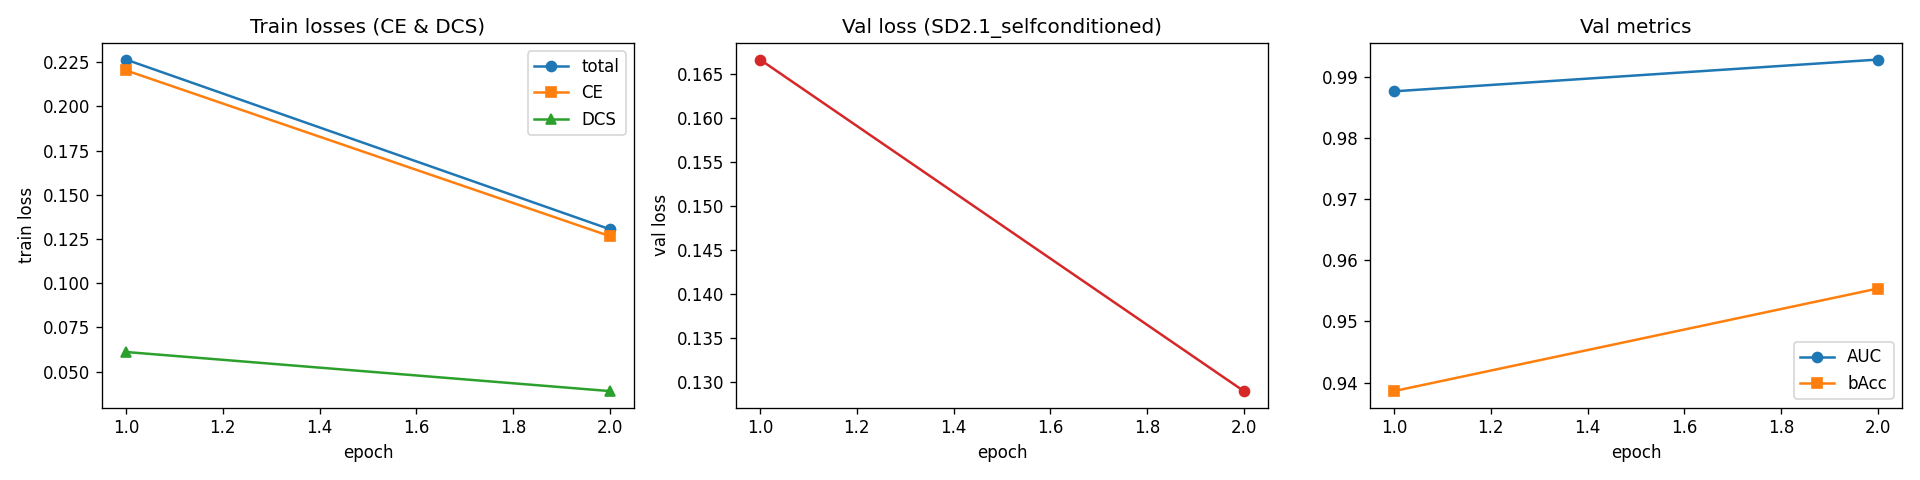 Train losses (CE & DCS)
train loss
0.225
0.200
0.175
0.150
0.125
0.100
0.075
0.050
total
CE
DCS
1.0 1.2 1.4 1.6 1.8 2.0
epoch
Val loss (SD2.1_selfconditioned)
val loss
0.165
0.160
0.155
0.150
0.145
0.140
0.135
0.130
1.0 1.2 1.4 1.6 1.8 2.0
epoch
Val metrics
0.99
0.98
0.97
0.96
0.95
0.94
AUC
bAcc
1.0 1.2 1.4 1.6 1.8 2.0
epoch